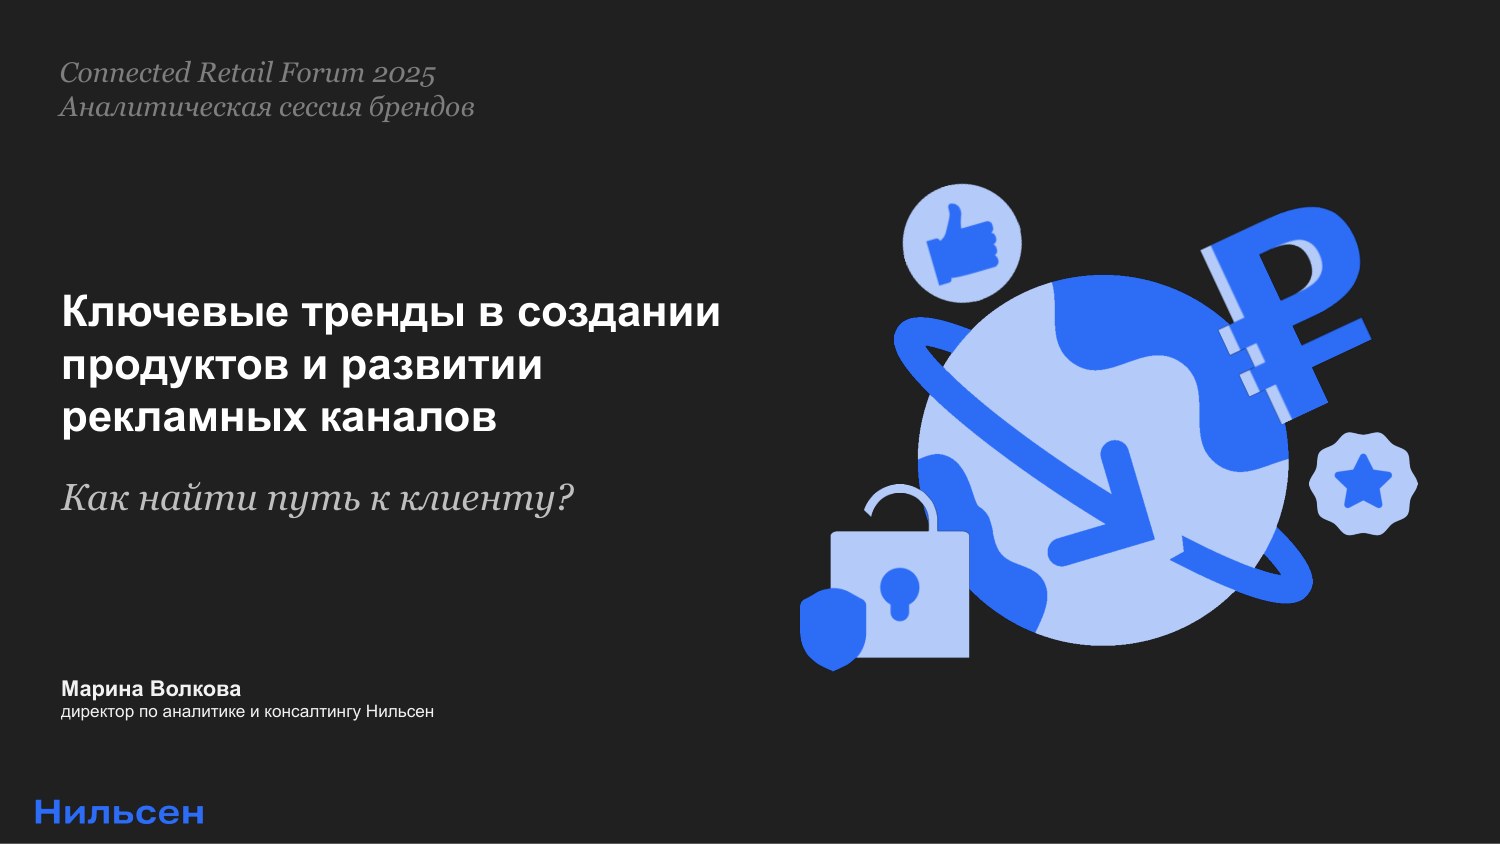 Connected Retail Forum 2025
Аналитическая сессия брендов
Ключевые тренды в создании
продуктов и развитии
рекламных каналов
Как найти путь к клиенту?
Марина Волкова
директор по аналитике и консалтингу Нильсен
Нильсен